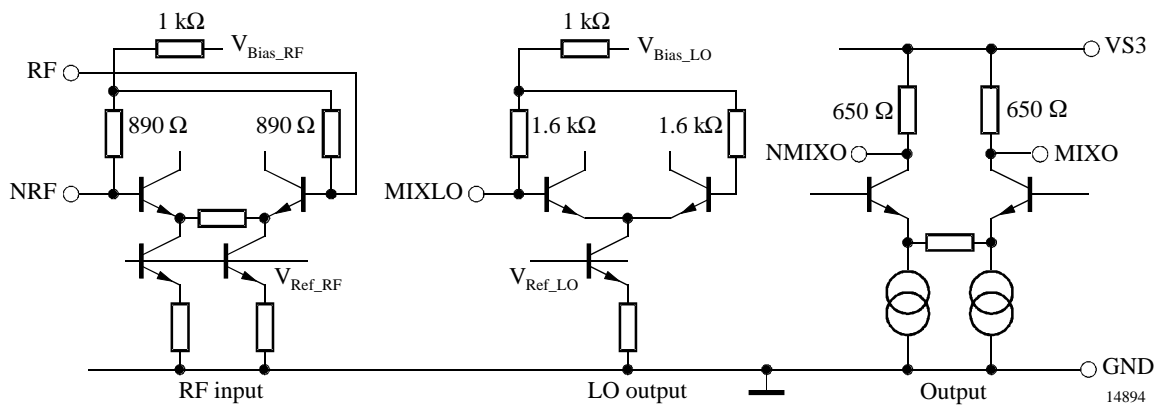 1 kΩ
V_Bias_RF
RF
890 Ω
890 Ω
NRF
V_Ref_RF
RF input
1 kΩ
V_Bias_LO
1.6 kΩ
1.6 kΩ
MIXLO
V_Ref_LO
LO output
VS3
650 Ω
650 Ω
NMIXO
MIXO
Output
GND
14894